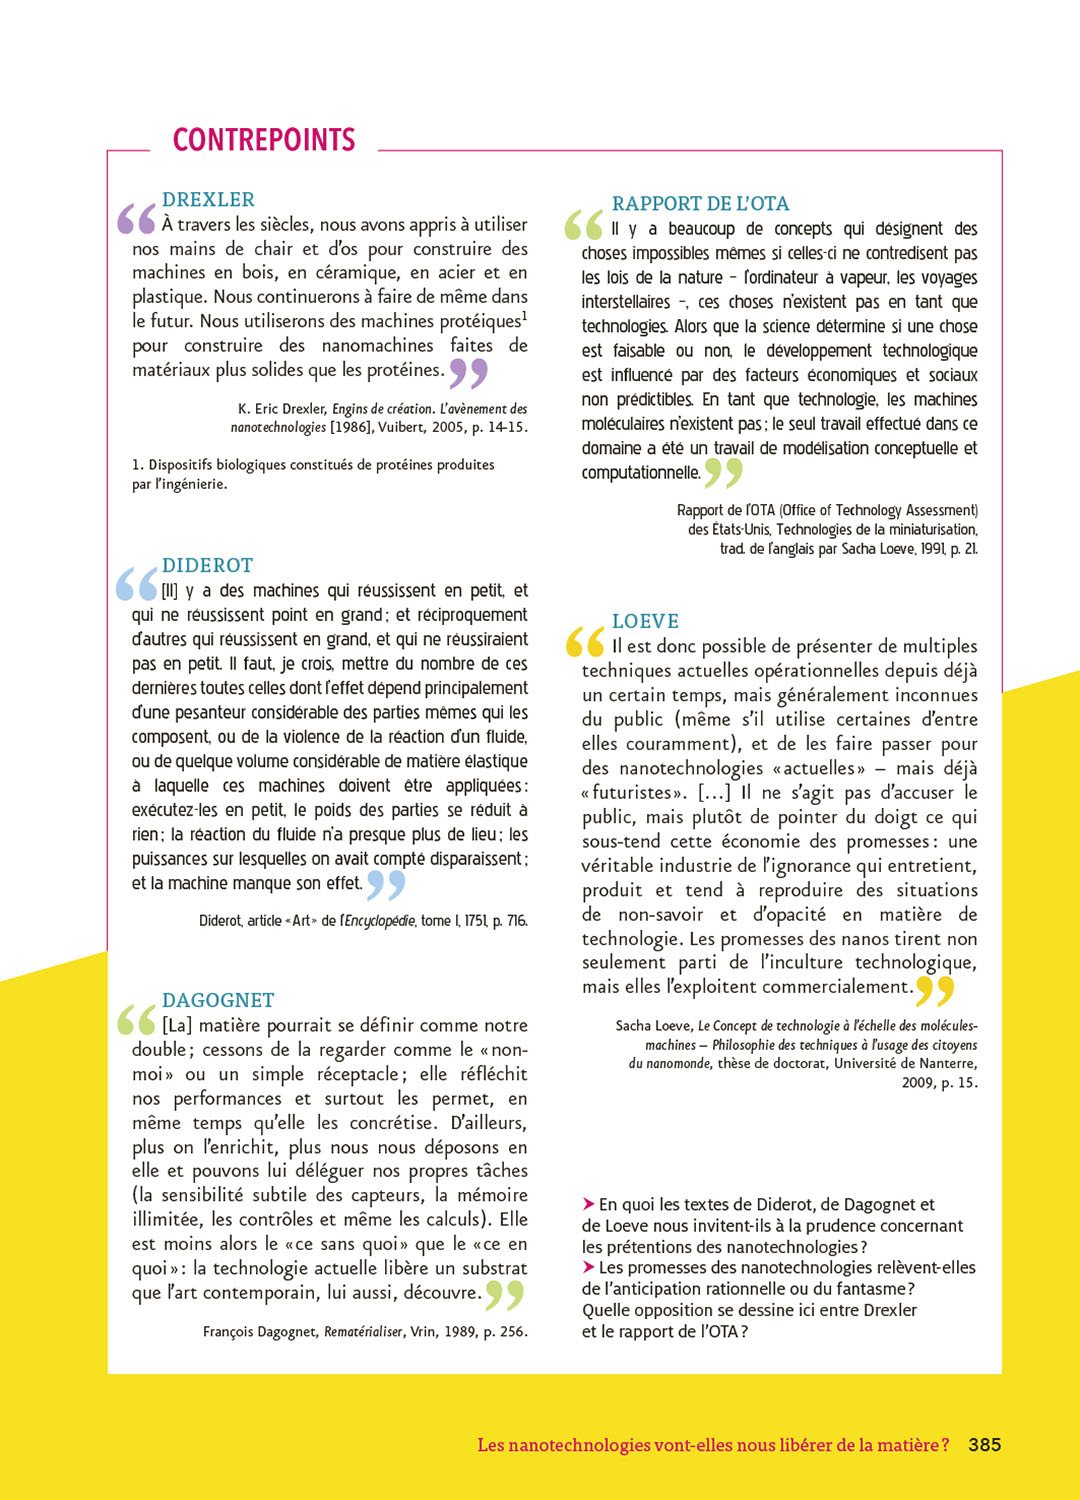 CONTREPOINTS
DREXLER
“ À travers les siècles, nous avons appris à utiliser
nos mains de chair et d’os pour construire des
machines en bois, en céramique, en acier et en
plastique. Nous continuerons à faire de même dans
le futur. Nous utiliserons des machines protéiques1
pour construire des nanomachines faites de
matériaux plus solides que les protéines. ”
K. Eric Drexler, Engins de création. L’avènement des
nanotechnologies [1986], Vuibert, 2005, p. 14-15.
1. Dispositifs biologiques constitués de protéines produites
par l’ingénierie.
DIDEROT
“ [Il] y a des machines qui réussissent en petit, et
qui ne réussissent point en grand ; et réciproquement
d’autres qui réussissent en grand, et qui ne réussiraient
pas en petit. Il faut, je crois, mettre du nombre de ces
dernières toutes celles dont l’effet dépend principalement
d’une pesanteur considérable des parties mêmes qui les
composent, ou de la violence de la réaction d’un fluide,
ou de quelque volume considérable de matière élastique
à laquelle ces machines doivent être appliquées :
exécutez-les en petit, le poids des parties se réduit à
rien ; la réaction du fluide n’a presque plus de lieu ; les
puissances sur lesquelles on avait compté disparaissent ;
et la machine manque son effet. ”
Diderot, article « Art » de l’Encyclopédie, tome I, 1751, p. 716.
DAGOGNET
“ [La] matière pourrait se définir comme notre
double ; cessons de la regarder comme le « non-
moi » ou un simple réceptacle ; elle réfléchit
nos performances et surtout les permet, en
même temps qu’elle les concrétise. D’ailleurs,
plus on l’enrichit, plus nous nous déposons en
elle et pouvons lui déléguer nos propres tâches
(la sensibilité subtile des capteurs, la mémoire
illimitée, les contrôles et même les calculs). Elle
est moins alors le « ce sans quoi » que le « ce en
quoi » : la technologie actuelle libère un substrat
que l’art contemporain, lui aussi, découvre. ”
François Dagognet, Rematérialiser, Vrin, 1989, p. 256.
RAPPORT DE L’OTA
“ Il y a beaucoup de concepts qui désignent des
choses impossibles mêmes si celles-ci ne contredisent pas
les lois de la nature – l’ordinateur à vapeur, les voyages
interstellaires –, ces choses n’existent pas en tant que
technologies. Alors que la science détermine si une chose
est faisable ou non, le développement technologique
est influencé par des facteurs économiques et sociaux
non prédictibles. En tant que technologie, les machines
moléculaires n’existent pas ; le seul travail effectué dans ce
domaine a été un travail de modélisation conceptuelle et
computationnelle. ”
Rapport de l’OTA (Office of Technology Assessment)
des États-Unis, Technologies de la miniaturisation,
trad. de l’anglais par Sacha Loeve, 1991, p. 21.
LOEVE
“ Il est donc possible de présenter de multiples
techniques actuelles opérationnelles depuis déjà
un certain temps, mais généralement inconnues
du public (même s’il utilise certaines d’entre
elles couramment), et de les faire passer pour
des nanotechnologies « actuelles » – mais déjà
« futuristes ». […] Il ne s’agit pas d’accuser le
public, mais plutôt de pointer du doigt ce qui
sous-tend cette économie des promesses : une
véritable industrie de l’ignorance qui entretient,
produit et tend à reproduire des situations
de non-savoir et d’opacité en matière de
technologie. Les promesses des nanos tirent non
seulement parti de l’inculture technologique,
mais elles l’exploitent commercialement. ”
Sacha Loeve, Le Concept de technologie à l’échelle des molécules-
machines – Philosophie des techniques à l’usage des citoyens
du nanomonde, thèse de doctorat, Université de Nanterre,
2009, p. 15.
➤ En quoi les textes de Diderot, de Dagognet et
de Loeve nous invitent-ils à la prudence concernant
les prétentions des nanotechnologies ?
➤ Les promesses des nanotechnologies relèvent-elles
de l’anticipation rationnelle ou du fantasme ?
Quelle opposition se dessine ici entre Drexler
et le rapport de l’OTA ?
Les nanotechnologies vont-elles nous libérer de la matière ? 385